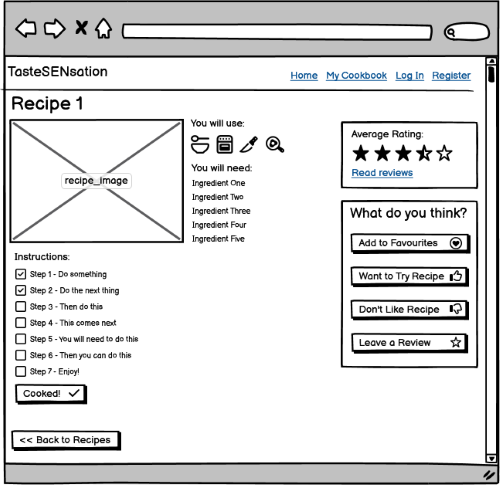 TasteSENsation
Home My Cookbook Log In Register
Recipe 1
recipe_image
You will use:
You will need:
Ingredient One
Ingredient Two
Ingredient Three
Ingredient Four
Ingredient Five
Average Rating:
Read reviews
What do you think?
Add to Favourites
Want to Try Recipe
Don't Like Recipe
Leave a Review
Instructions:
Step 1 - Do something
Step 2 - Do the next thing
Step 3 - Then do this
Step 4 - This comes next
Step 5 - You will need to do this
Step 6 - Then you can do this
Step 7 - Enjoy!
Cooked!
<< Back to Recipes